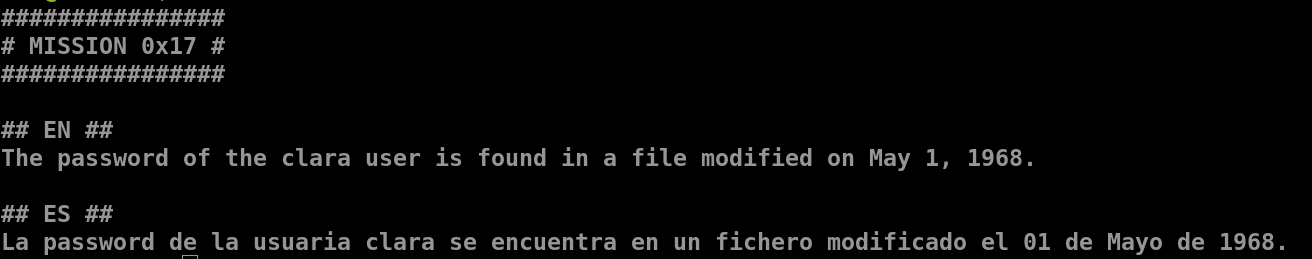 ################
# MISSION 0x17 #
################
## EN ##
The password of the clara user is found in a file modified on May 1, 1968.
## ES ##
La password de la usuaria clara se encuentra en un fichero modificado el 01 de Mayo de 1968.